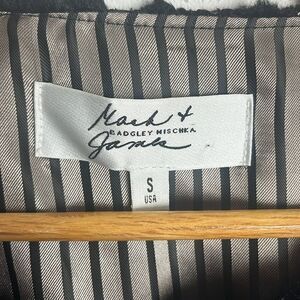 Mark +
BADGLEY MISCHKA
James
S
USA